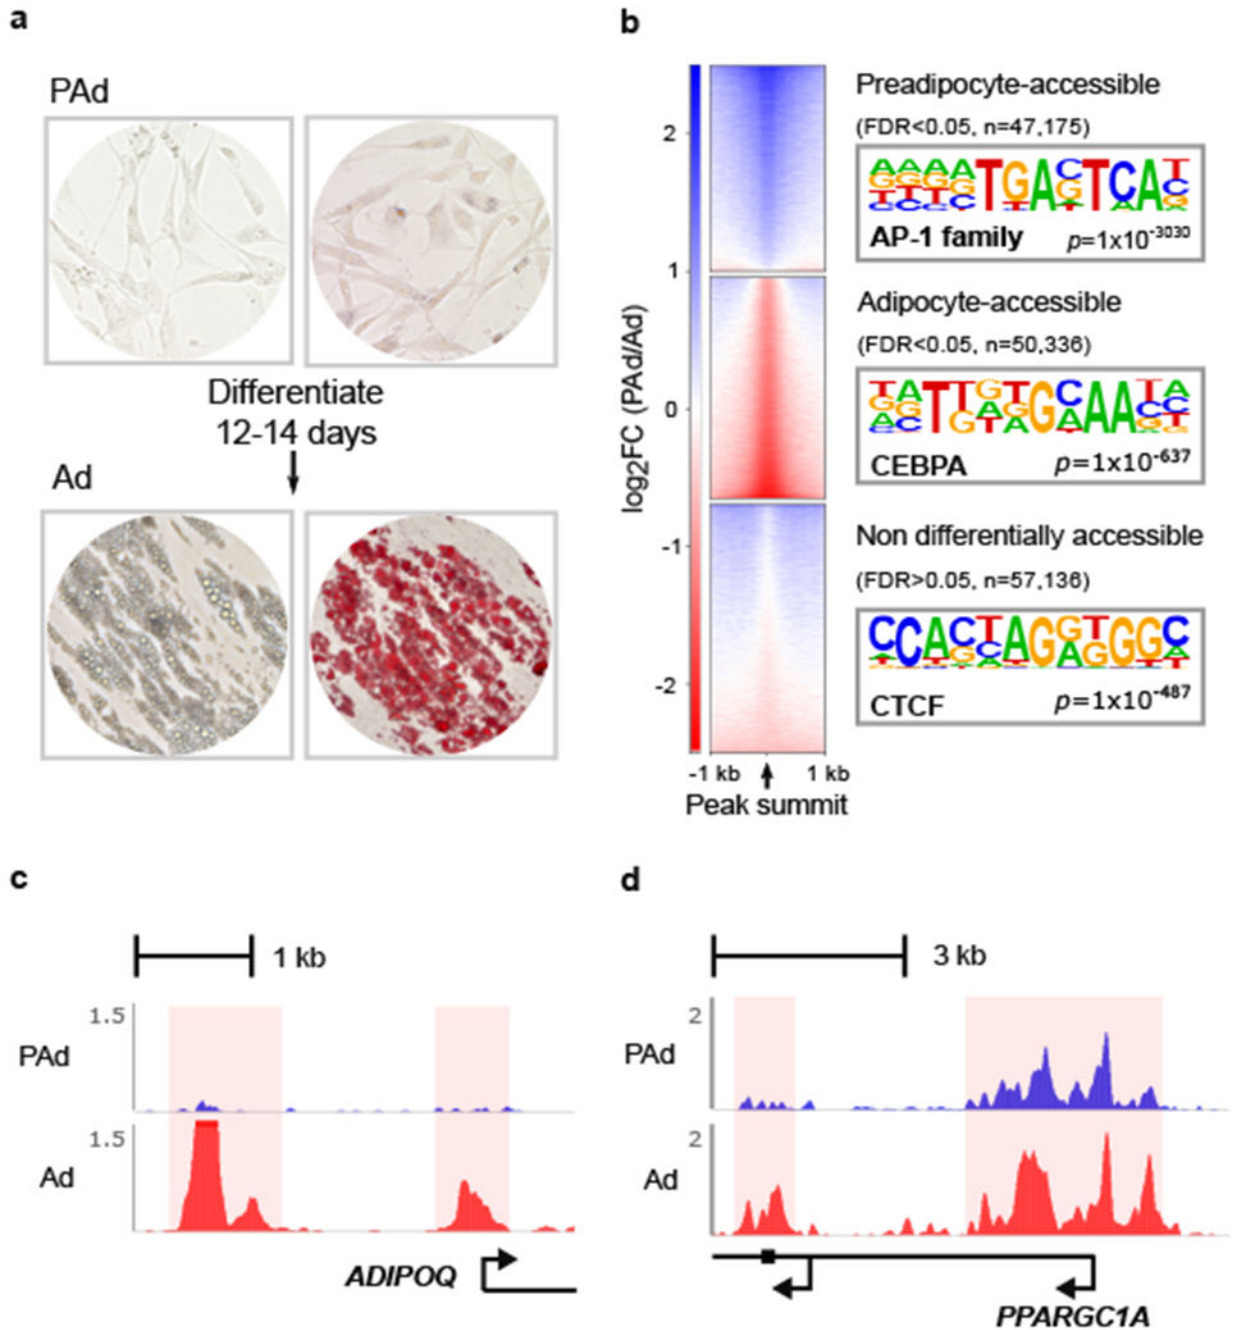 a
PAd
Differentiate
12-14 days
Ad
b
log2FC (PAd/Ad)
2
1
0
-1
-2
Preadipocyte-accessible
(FDR<0.05, n=47,175)
AP-1 family p=1x10-3030
Adipocyte-accessible
(FDR<0.05, n=50,336)
CEBPA p=1x10-637
Non differentially accessible
(FDR>0.05, n=57,136)
CTCF p=1x10-487
-1 kb 1 kb
Peak summit
c
1 kb
1.5
PAd
1.5
Ad
ADIPOQ
d
3 kb
2
PAd
2
Ad
PPARGC1A